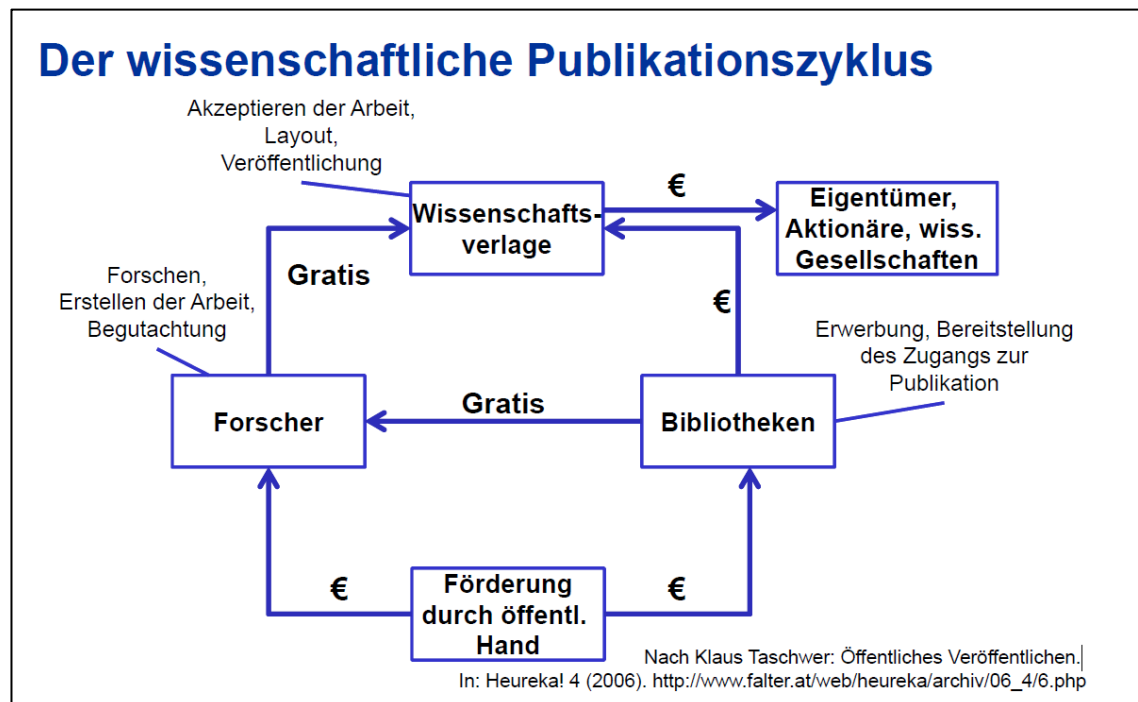 Der wissenschaftliche Publikationszyklus
Akzeptieren der Arbeit,
Layout,
Veröffentlichung
Wissenschafts-
verlage
€
Eigentümer,
Aktionäre, wiss.
Gesellschaften
Gratis
€
Forschen,
Erstellen der Arbeit,
Begutachtung
Erwerbung, Bereitstellung
des Zugangs zur
Publikation
Forscher
Gratis
Bibliotheken
€
Förderung
durch öffentl.
Hand
€
Nach Klaus Taschwer: Öffentliches Veröffentlichen.
In: Heureka! 4 (2006). http://www.falter.at/web/heureka/archiv/06_4/6.php